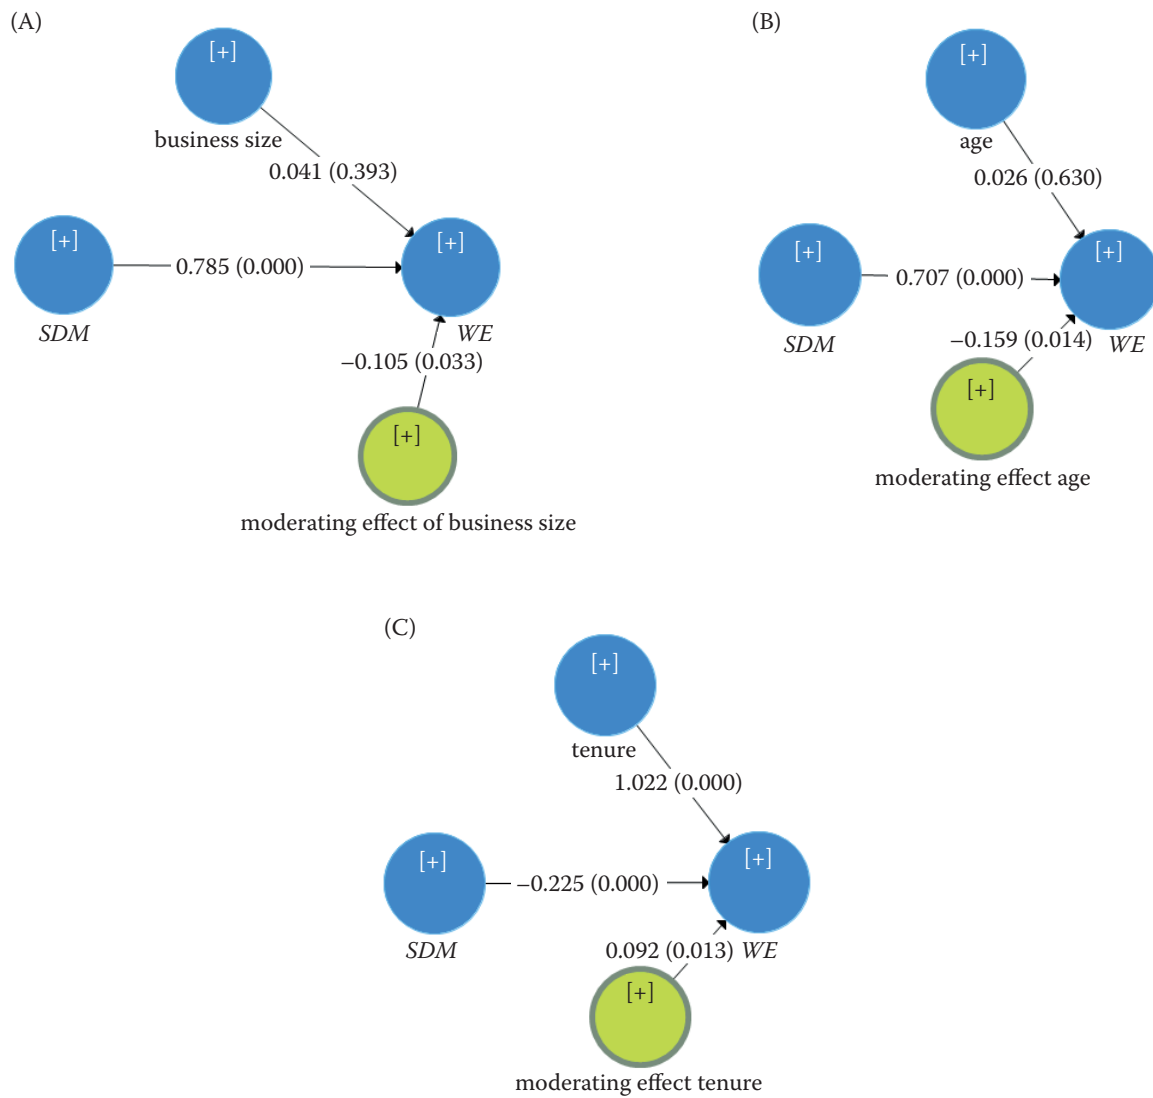 (A)
[+]
business size
0.041 (0.393)
[+]
[+]
0.785 (0.000)
SDM
WE
−0.105 (0.033)
[+]
moderating effect of business size
(B)
[+]
age
0.026 (0.630)
[+]
[+]
0.707 (0.000)
SDM
WE
−0.159 (0.014)
[+]
moderating effect age
(C)
[+]
tenure
1.022 (0.000)
[+]
[+]
−0.225 (0.000)
SDM
0.092 (0.013) WE
[+]
moderating effect tenure